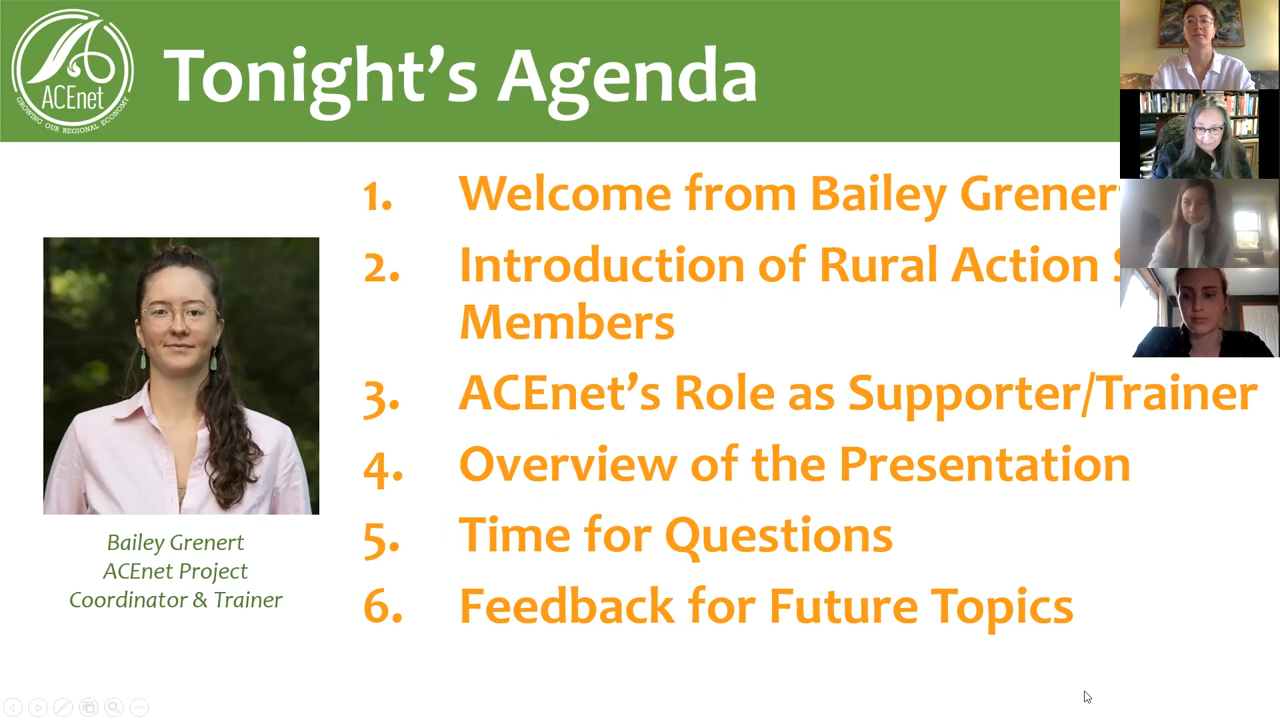 ACEnet
GROWING OUR REGIONAL ECONOMY
Tonight's Agenda
1. Welcome from Bailey Grenert
2. Introduction of Rural Action
Members
3. ACEnet's Role as Supporter/Trainer
4. Overview of the Presentation
5. Time for Questions
6. Feedback for Future Topics
Bailey Grenert
ACEnet Project
Coordinator & Trainer